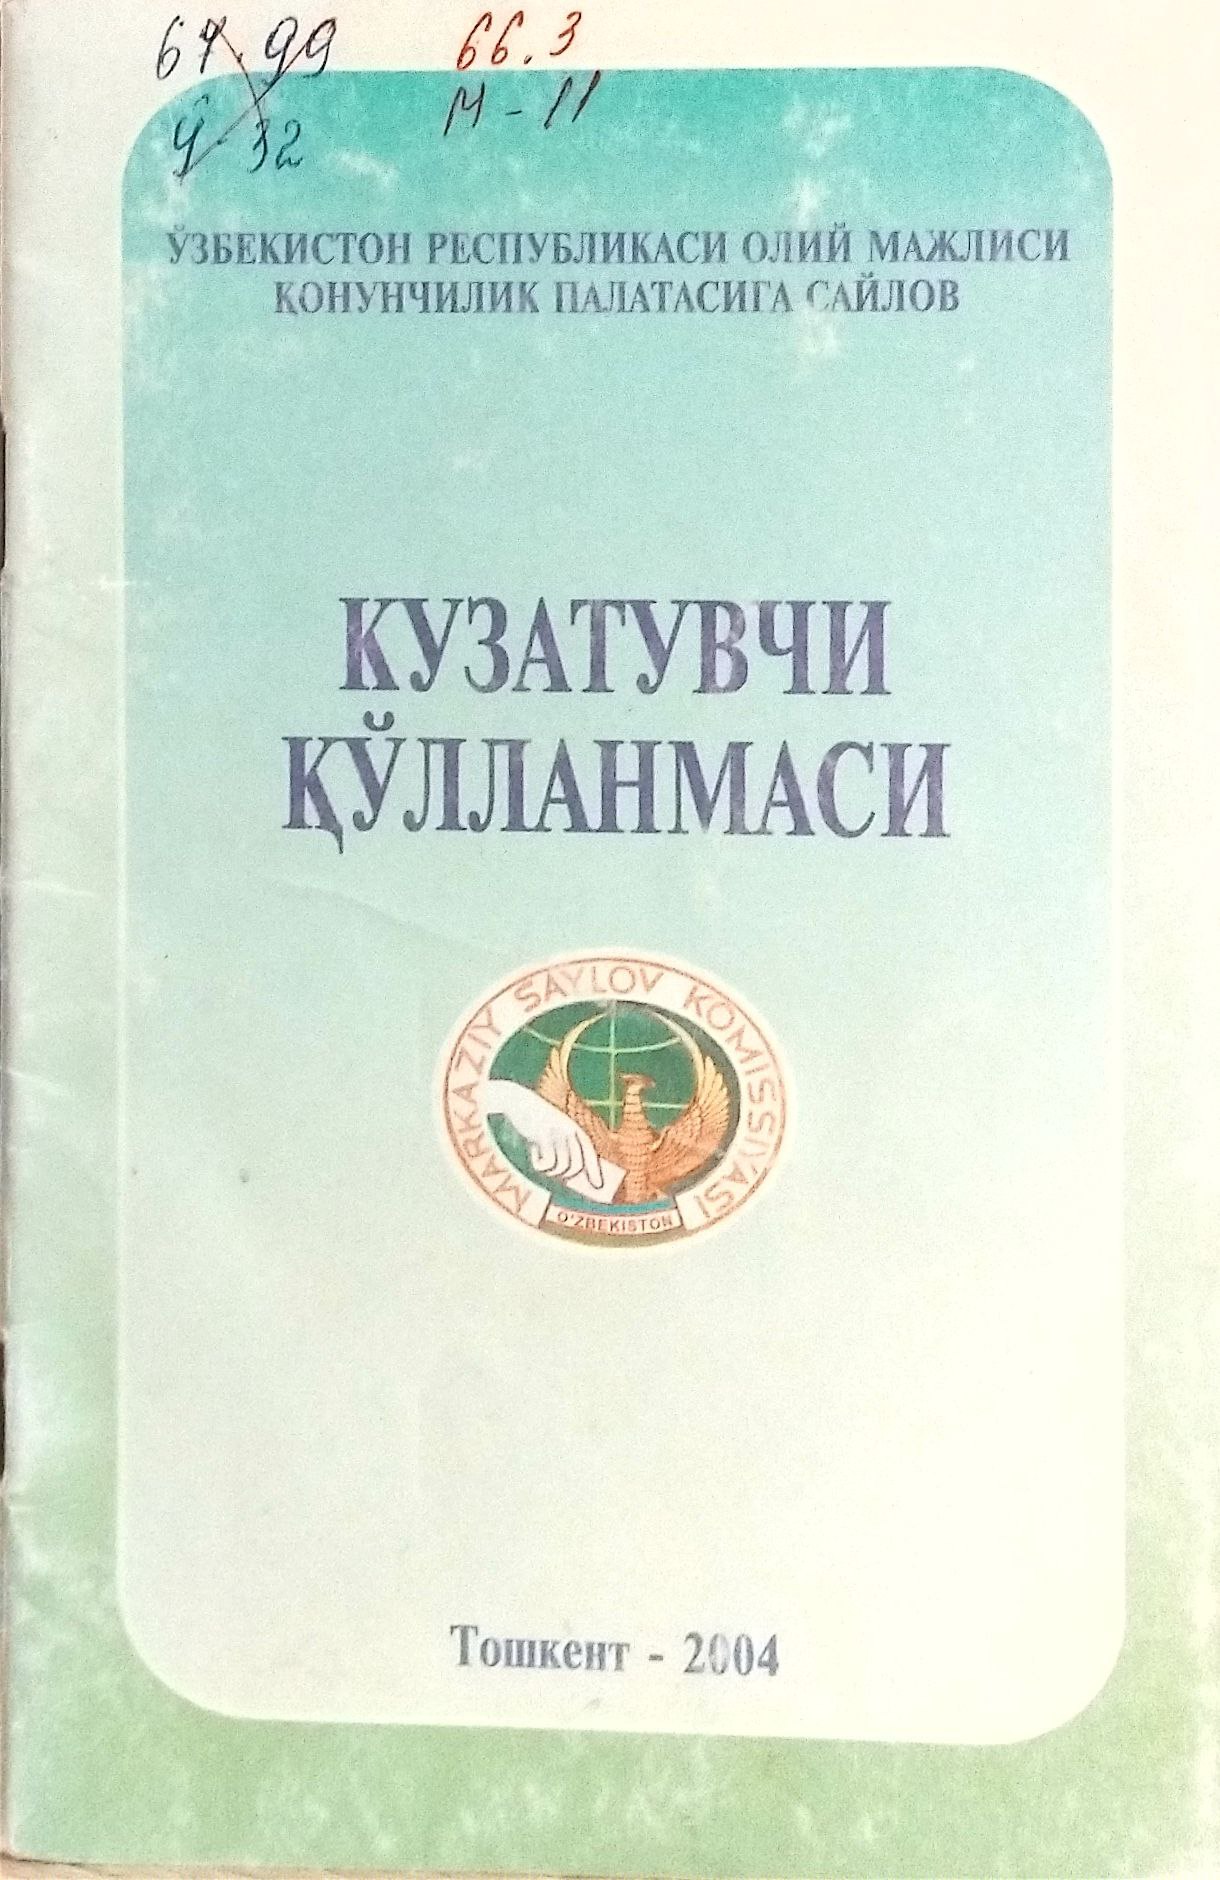 67.99
Ў 32
66.3
М-11
ЎЗБЕКИСТОН РЕСПУБЛИКАСИ ОЛИЙ МАЖЛИСИ
ҚОНУНЧИЛИК ПАЛАТАСИГА САЙЛОВ
КУЗАТУВЧИ
ҚЎЛЛАНМАСИ
MARKAZIY SAYLOV KOMISSIYASI
O'ZBEKISTON
Тошкент - 2004